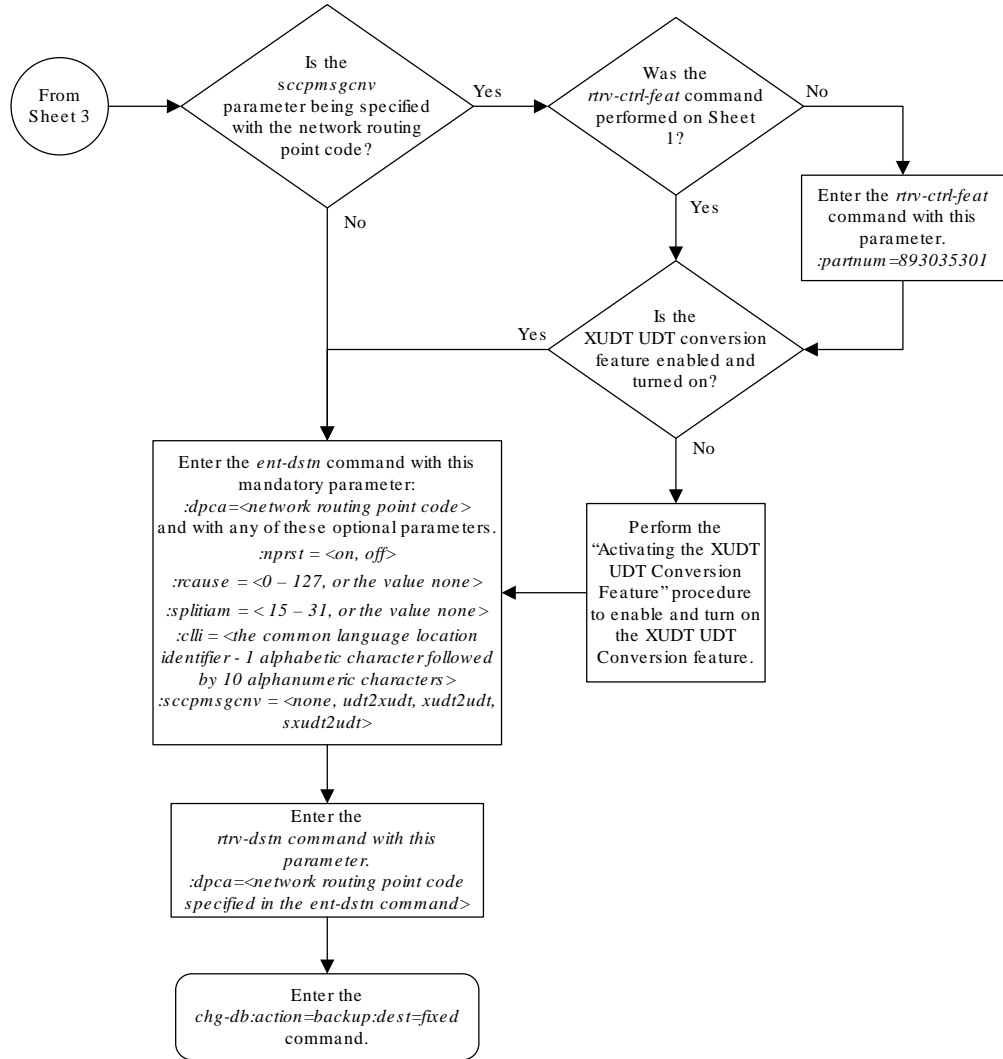 From
Sheet 3
Is the
sccpmsgcnv
parameter being specified
with the network routing
point code?
Yes
No
Was the
rtrv-ctrl-feat command
performed on Sheet
1?
No
Yes
Enter the rtrv-ctrl-feat
command with this
parameter.
:partnum=893035301
Is the
XUDT UDT conversion
feature enabled and
turned on?
Yes
No
Perform the
“Activating the XUDT
UDT Conversion
Feature” procedure
to enable and turn on
the XUDT UDT
Conversion feature.
Enter the ent-dstn command with this
mandatory parameter:
:dpca=<network routing point code>
and with any of these optional parameters.
:nprst = <on, off>
:rcause = <0 – 127, or the value none>
:splitiam = < 15 – 31, or the value none>
:clli = <the common language location
identifier - 1 alphabetic character followed
by 10 alphanumeric characters>
:sccpmsgcnv = <none, udt2xudt, xudt2udt,
sxudt2udt>
Enter the
rtrv-dstn command with this
parameter.
:dpca=<network routing point code
specified in the ent-dstn command>
Enter the
chg-db:action=backup:dest=fixed
command.